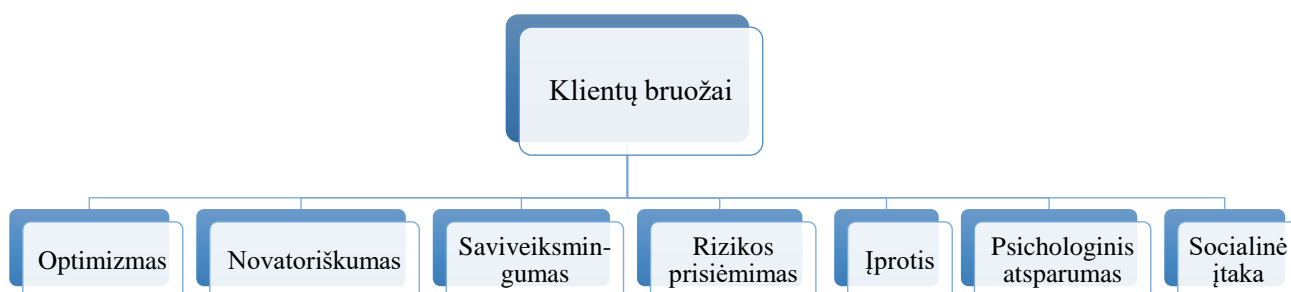 Klientų bruožai
Optimizmas
Novatoriškumas
Saviveiksmin-
gumas
Rizikos
prisiėmimas
Įprotis
Psichologinis
atsparumas
Socialinė
įtaka